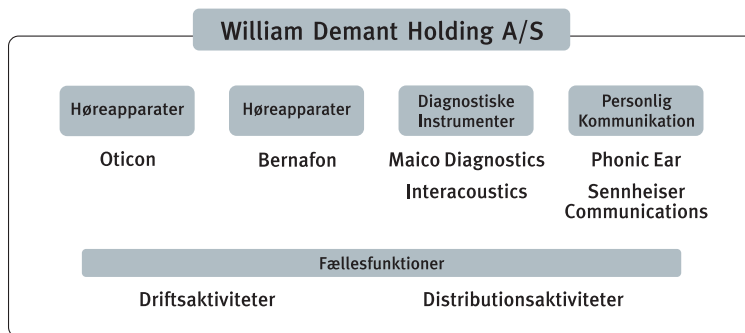 William Demant Holding A/S
Høreapparater
Oticon
Høreapparater
Bernafon
Diagnostiske
Instrumenter
Maico Diagnostics
Interacoustics
Personlig
Kommunikation
Phonic Ear
Sennheiser
Communications
Fællesfunktioner
Driftsaktiviteter
Distributionsaktiviteter